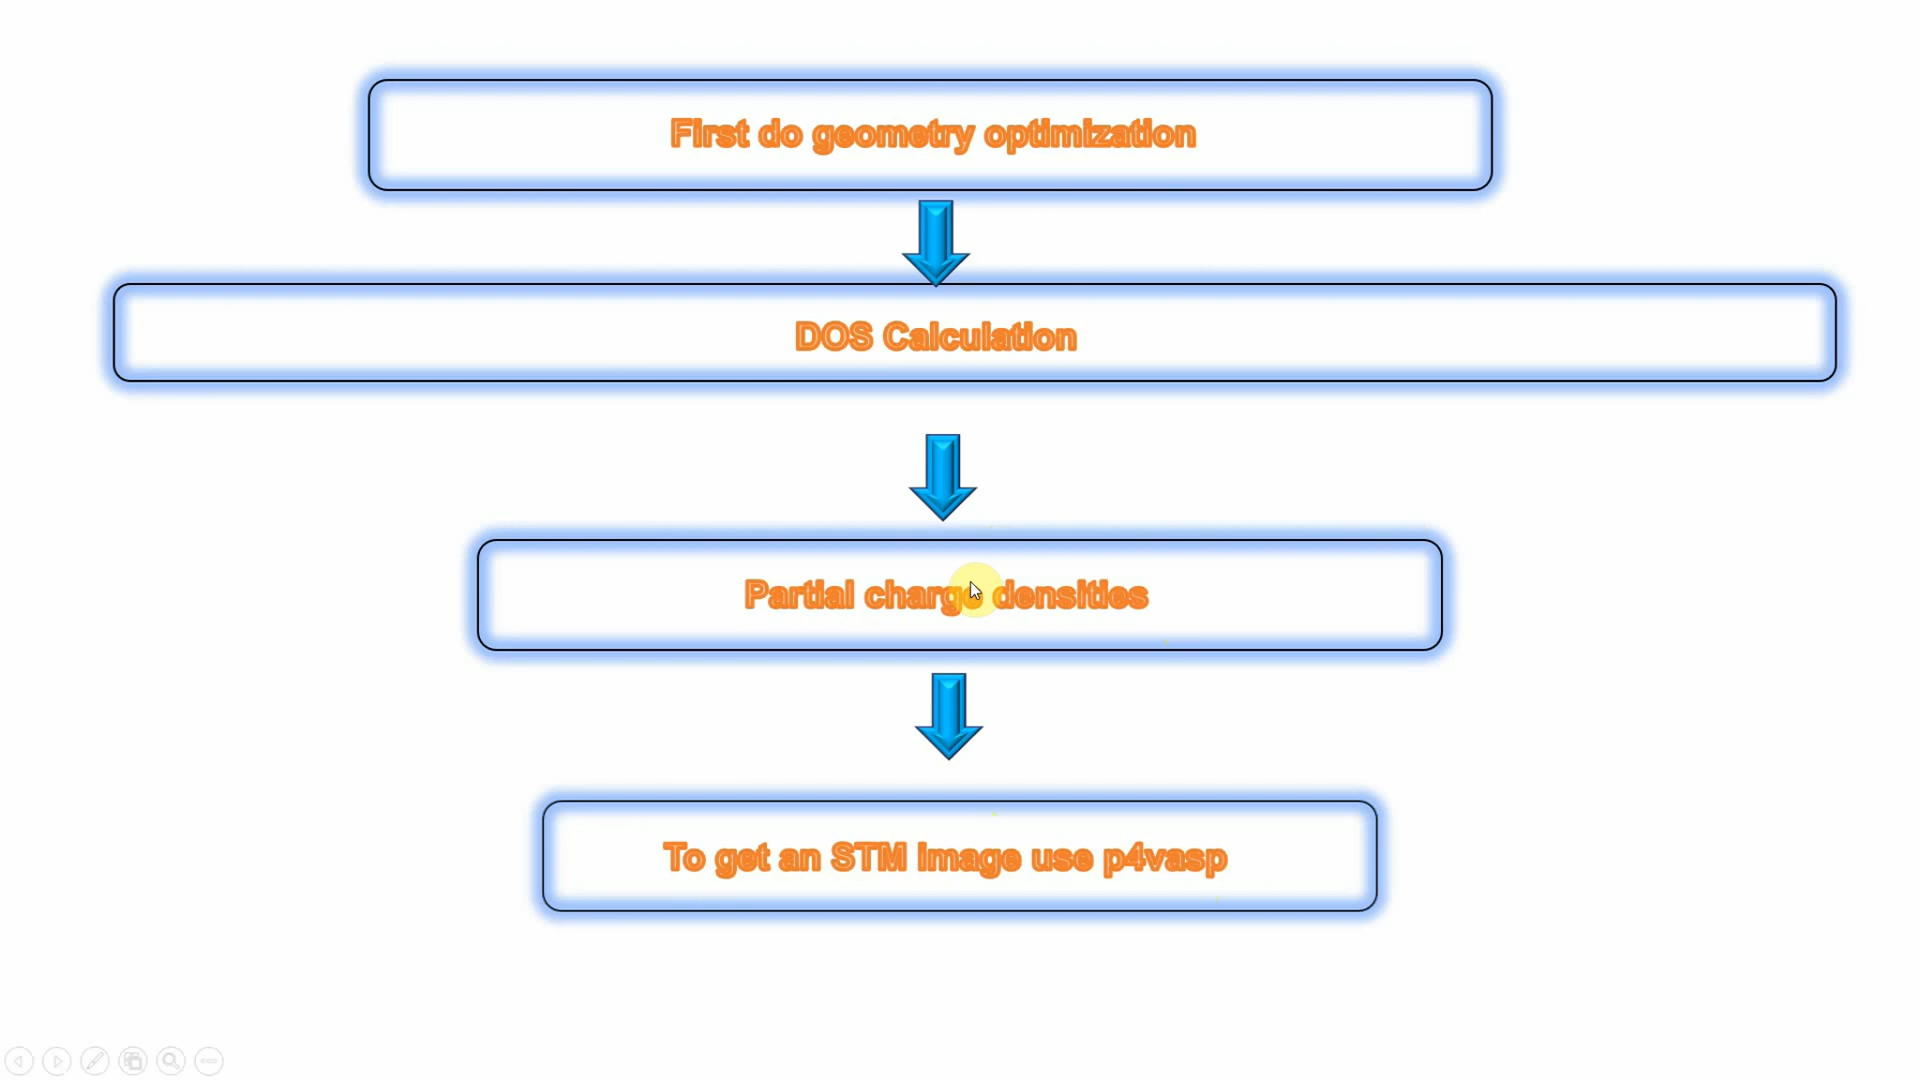 First do geometry optimization
DOS Calculation
Partial charge densities
To get an STM image use p4vasp